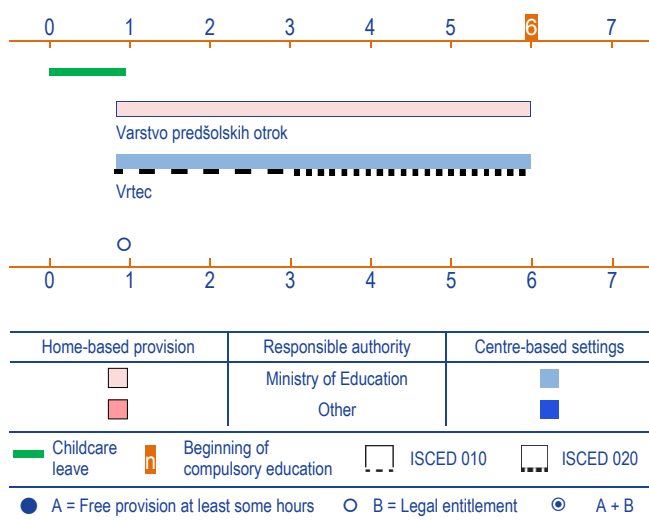 0 1 2 3 4 5 6 7
Varstvo predšolskih otrok
Vrtec
0 1 2 3 4 5 6 7
Home-based provision Responsible authority Centre-based settings
Ministry of Education
Other
Childcare leave
n Beginning of compulsory education
ISCED 010
ISCED 020
A = Free provision at least some hours B = Legal entitlement A + B